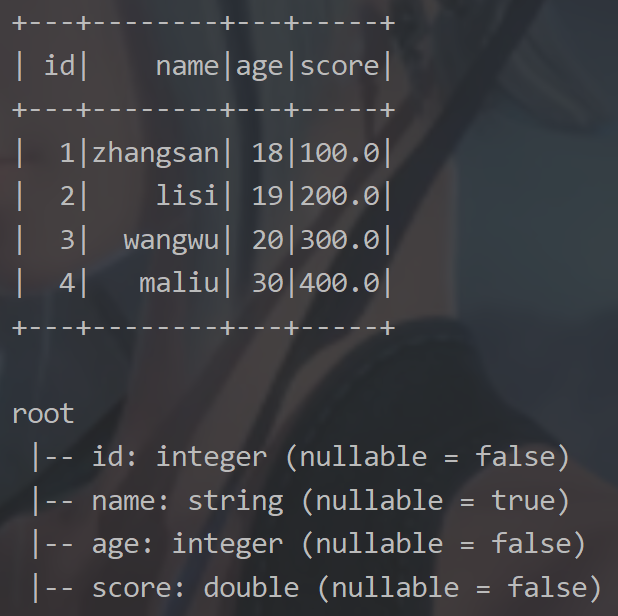 +---+--------+---+-----+
| id|    name|age|score|
+---+--------+---+-----+
|  1|zhangsan| 18|100.0|
|  2|    lisi| 19|200.0|
|  3|  wangwu| 20|300.0|
|  4|   maliu| 30|400.0|
+---+--------+---+-----+
root
 |-- id: integer (nullable = false)
 |-- name: string (nullable = true)
 |-- age: integer (nullable = false)
 |-- score: double (nullable = false)